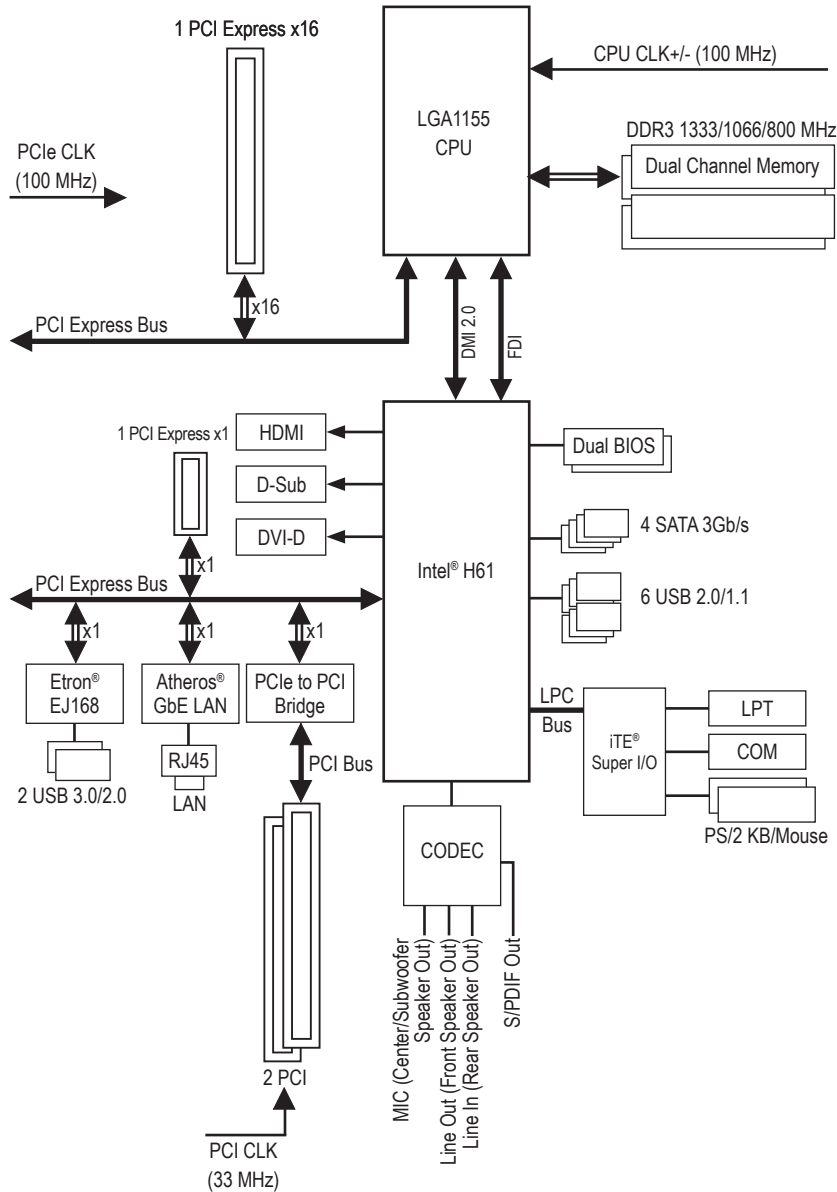 1 PCI Express x16
CPU CLK+/- (100 MHz)
LGA1155
CPU
DDR3 1333/1066/800 MHz
Dual Channel Memory
PCIe CLK
(100 MHz)
x16
PCI Express Bus
DMI 2.0
FDI
1 PCI Express x1
HDMI
D-Sub
DVI-D
Dual BIOS
4 SATA 3Gb/s
Intel® H61
6 USB 2.0/1.1
x1
PCI Express Bus
x1
x1
x1
Etron®
EJ168
Atheros®
GbE LAN
PCIe to PCI
Bridge
LPC
Bus
iTE®
Super I/O
LPT
COM
PS/2 KB/Mouse
2 USB 3.0/2.0
RJ45
LAN
PCI Bus
CODEC
MIC (Center/Subwoofer
Speaker Out)
Line Out (Front Speaker Out)
Line In (Rear Speaker Out)
S/PDIF Out
2 PCI
PCI CLK
(33 MHz)